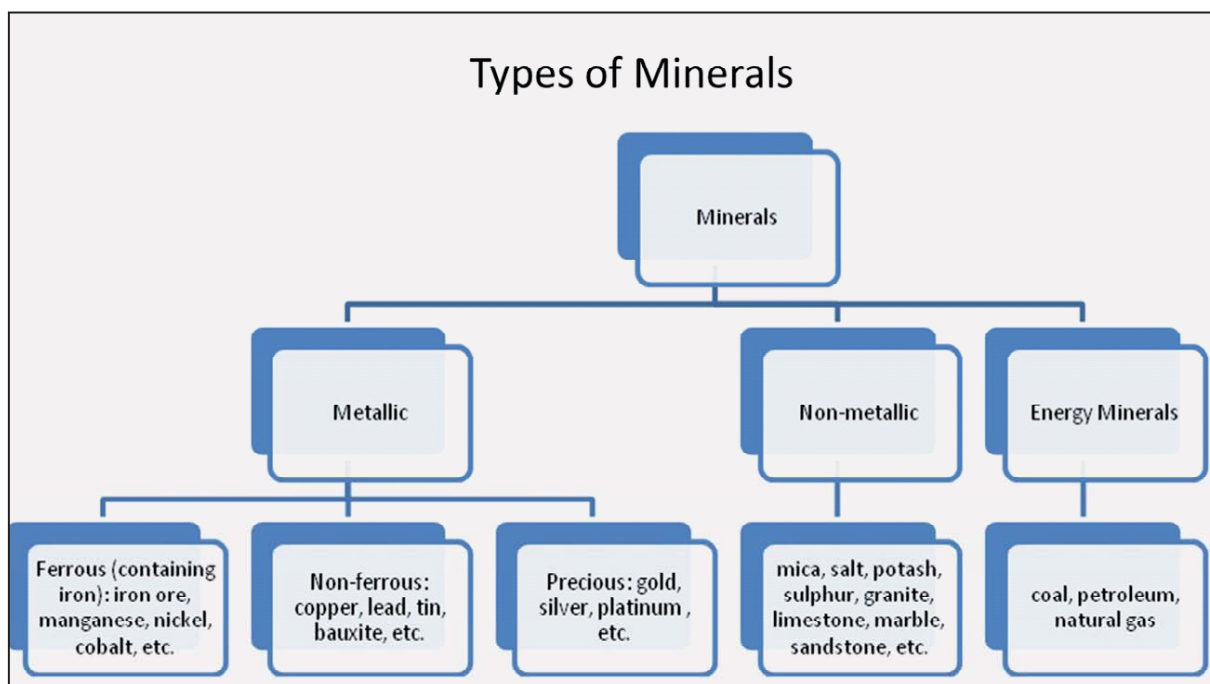 Types of Minerals
Minerals
Metallic
Non-metallic
Energy Minerals
Ferrous (containing
iron): iron ore,
manganese, nickel,
cobalt, etc.
Non-ferrous:
copper, lead, tin,
bauxite, etc.
Precious: gold,
silver, platinum ,
etc.
mica, salt, potash,
sulphur, granite,
limestone, marble,
sandstone, etc.
coal, petroleum,
natural gas